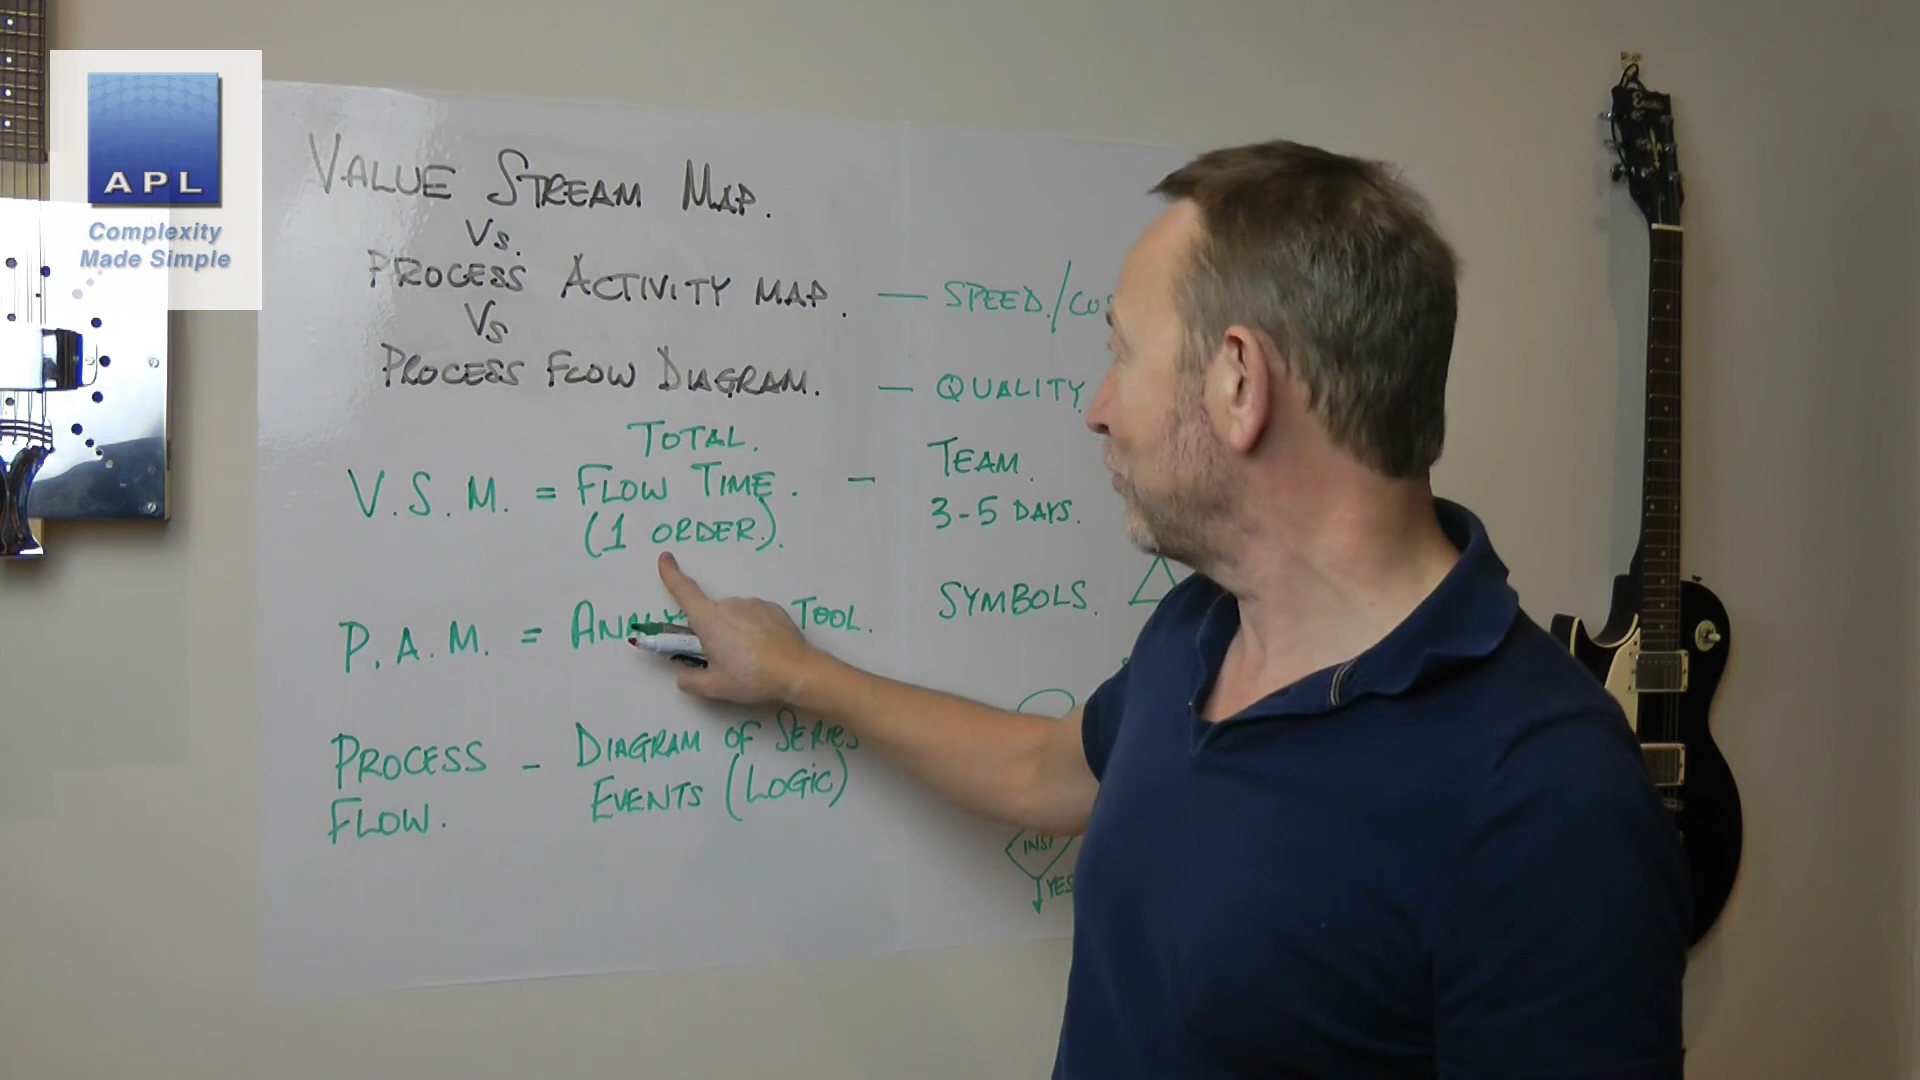 APL
Complexity
Made Simple
VALUE STREAM MAP.
Vs.
PROCESS ACTIVITY MAP. — SPEED/
Vs
PROCESS FLOW DIAGRAM. — QUALITY
TOTAL.
V.S.M. = FLOW TIME. — TEAM.
(1 ORDER). 3-5 DAYS.
P.A.M. = TOOL. SYMBOLS.
PROCESS - DIAGRAM OF SERIES
FLOW. EVENTS (LOGIC)
YES